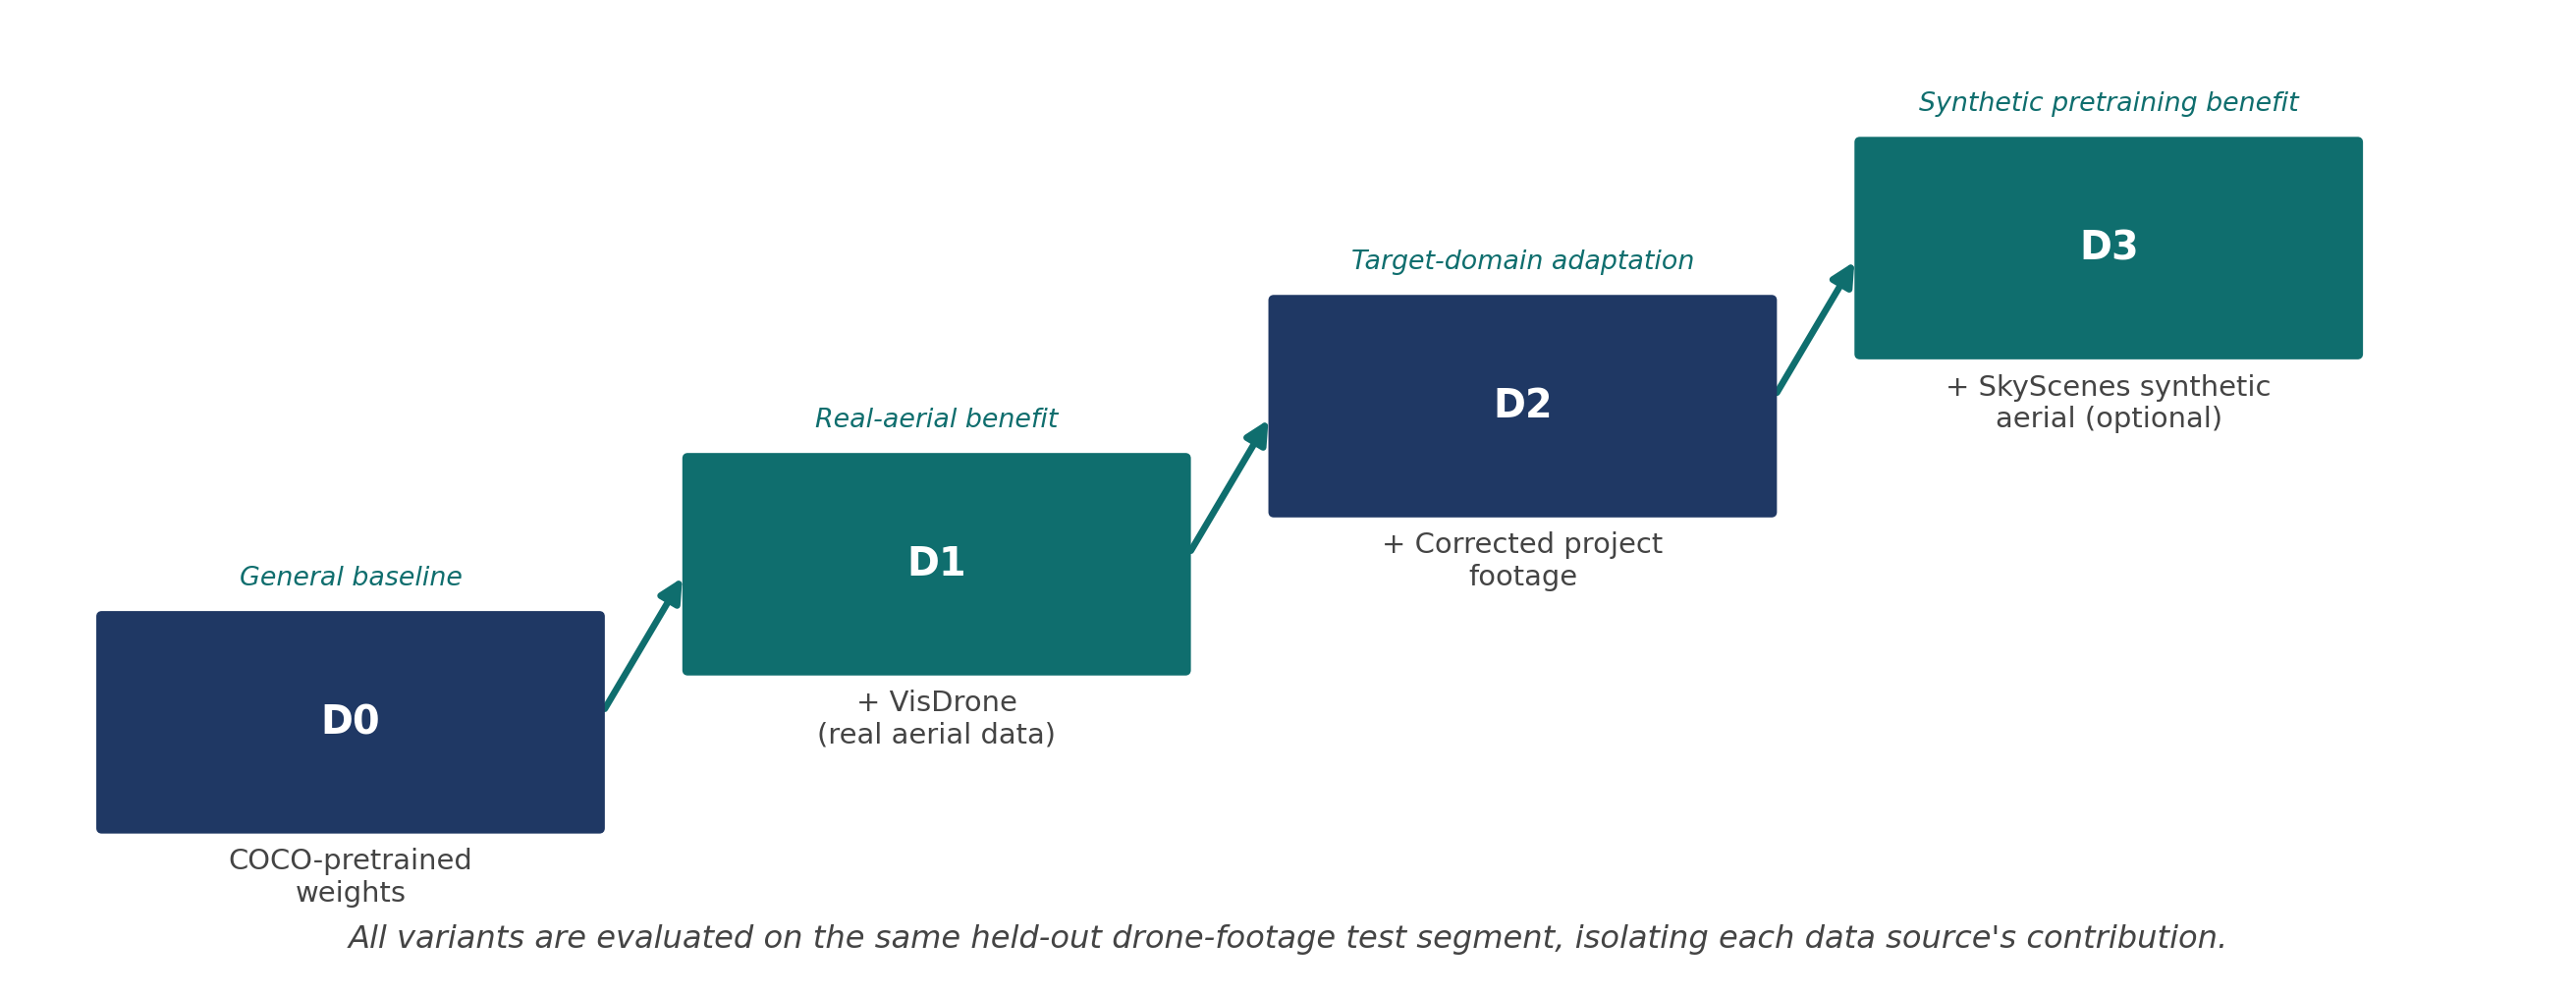 General baseline
D0
COCO-pretrained
weights
Real-aerial benefit
D1
+ VisDrone
(real aerial data)
Target-domain adaptation
D2
+ Corrected project
footage
Synthetic pretraining benefit
D3
+ SkyScenes synthetic
aerial (optional)
All variants are evaluated on the same held-out drone-footage test segment, isolating each data source's contribution.